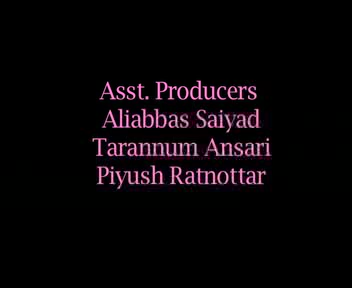 Asst. Producers
Aliabbas Saiyad
Tarannum Ansari
Piyush Ratnottar